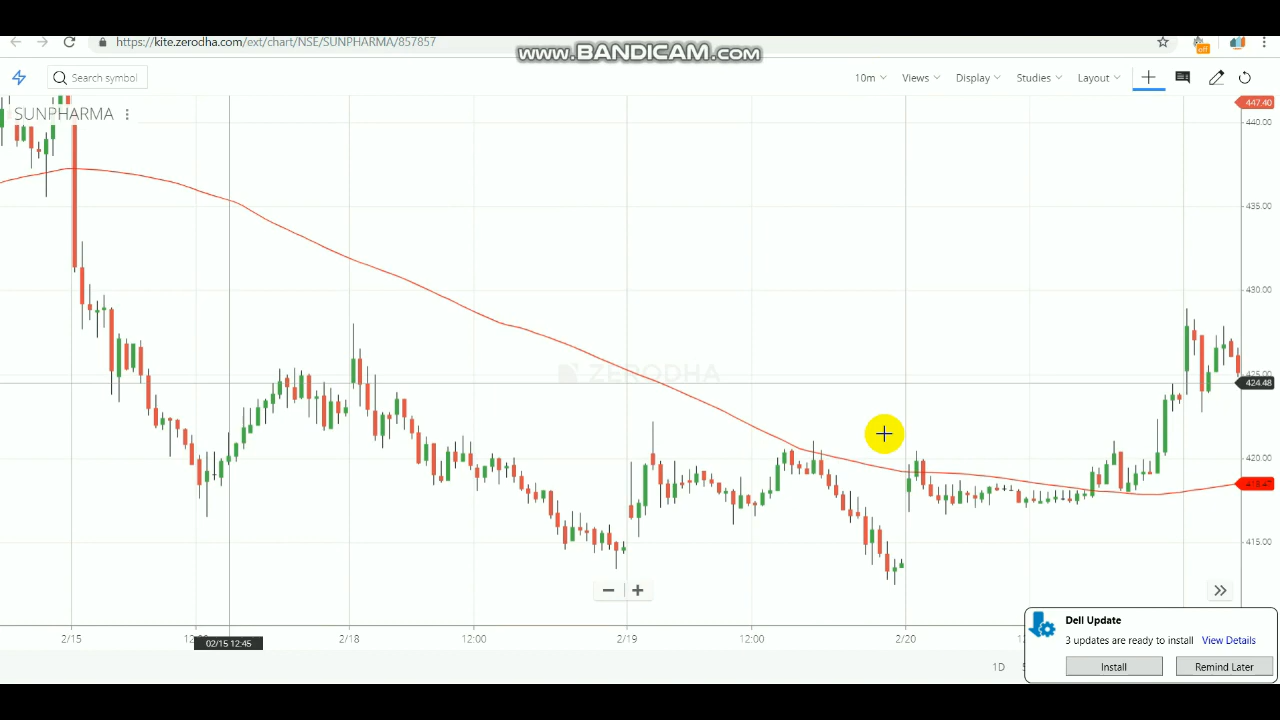 https://kite.zerodha.com/ext/chart/NSE/SUNPHARMA/857857
www.BANDICAM.com
off
Search symbol
10m Views Display Studies Layout
SUNPHARMA
447.40
440.00
435.00
430.00
ZERODHA
425.00
424.48
420.00
415.00
2/15 2/18 12:00 2/19 12:00 2/20
02/15 12:45
1D
Dell Update
3 updates are ready to install View Details
Install Remind Later